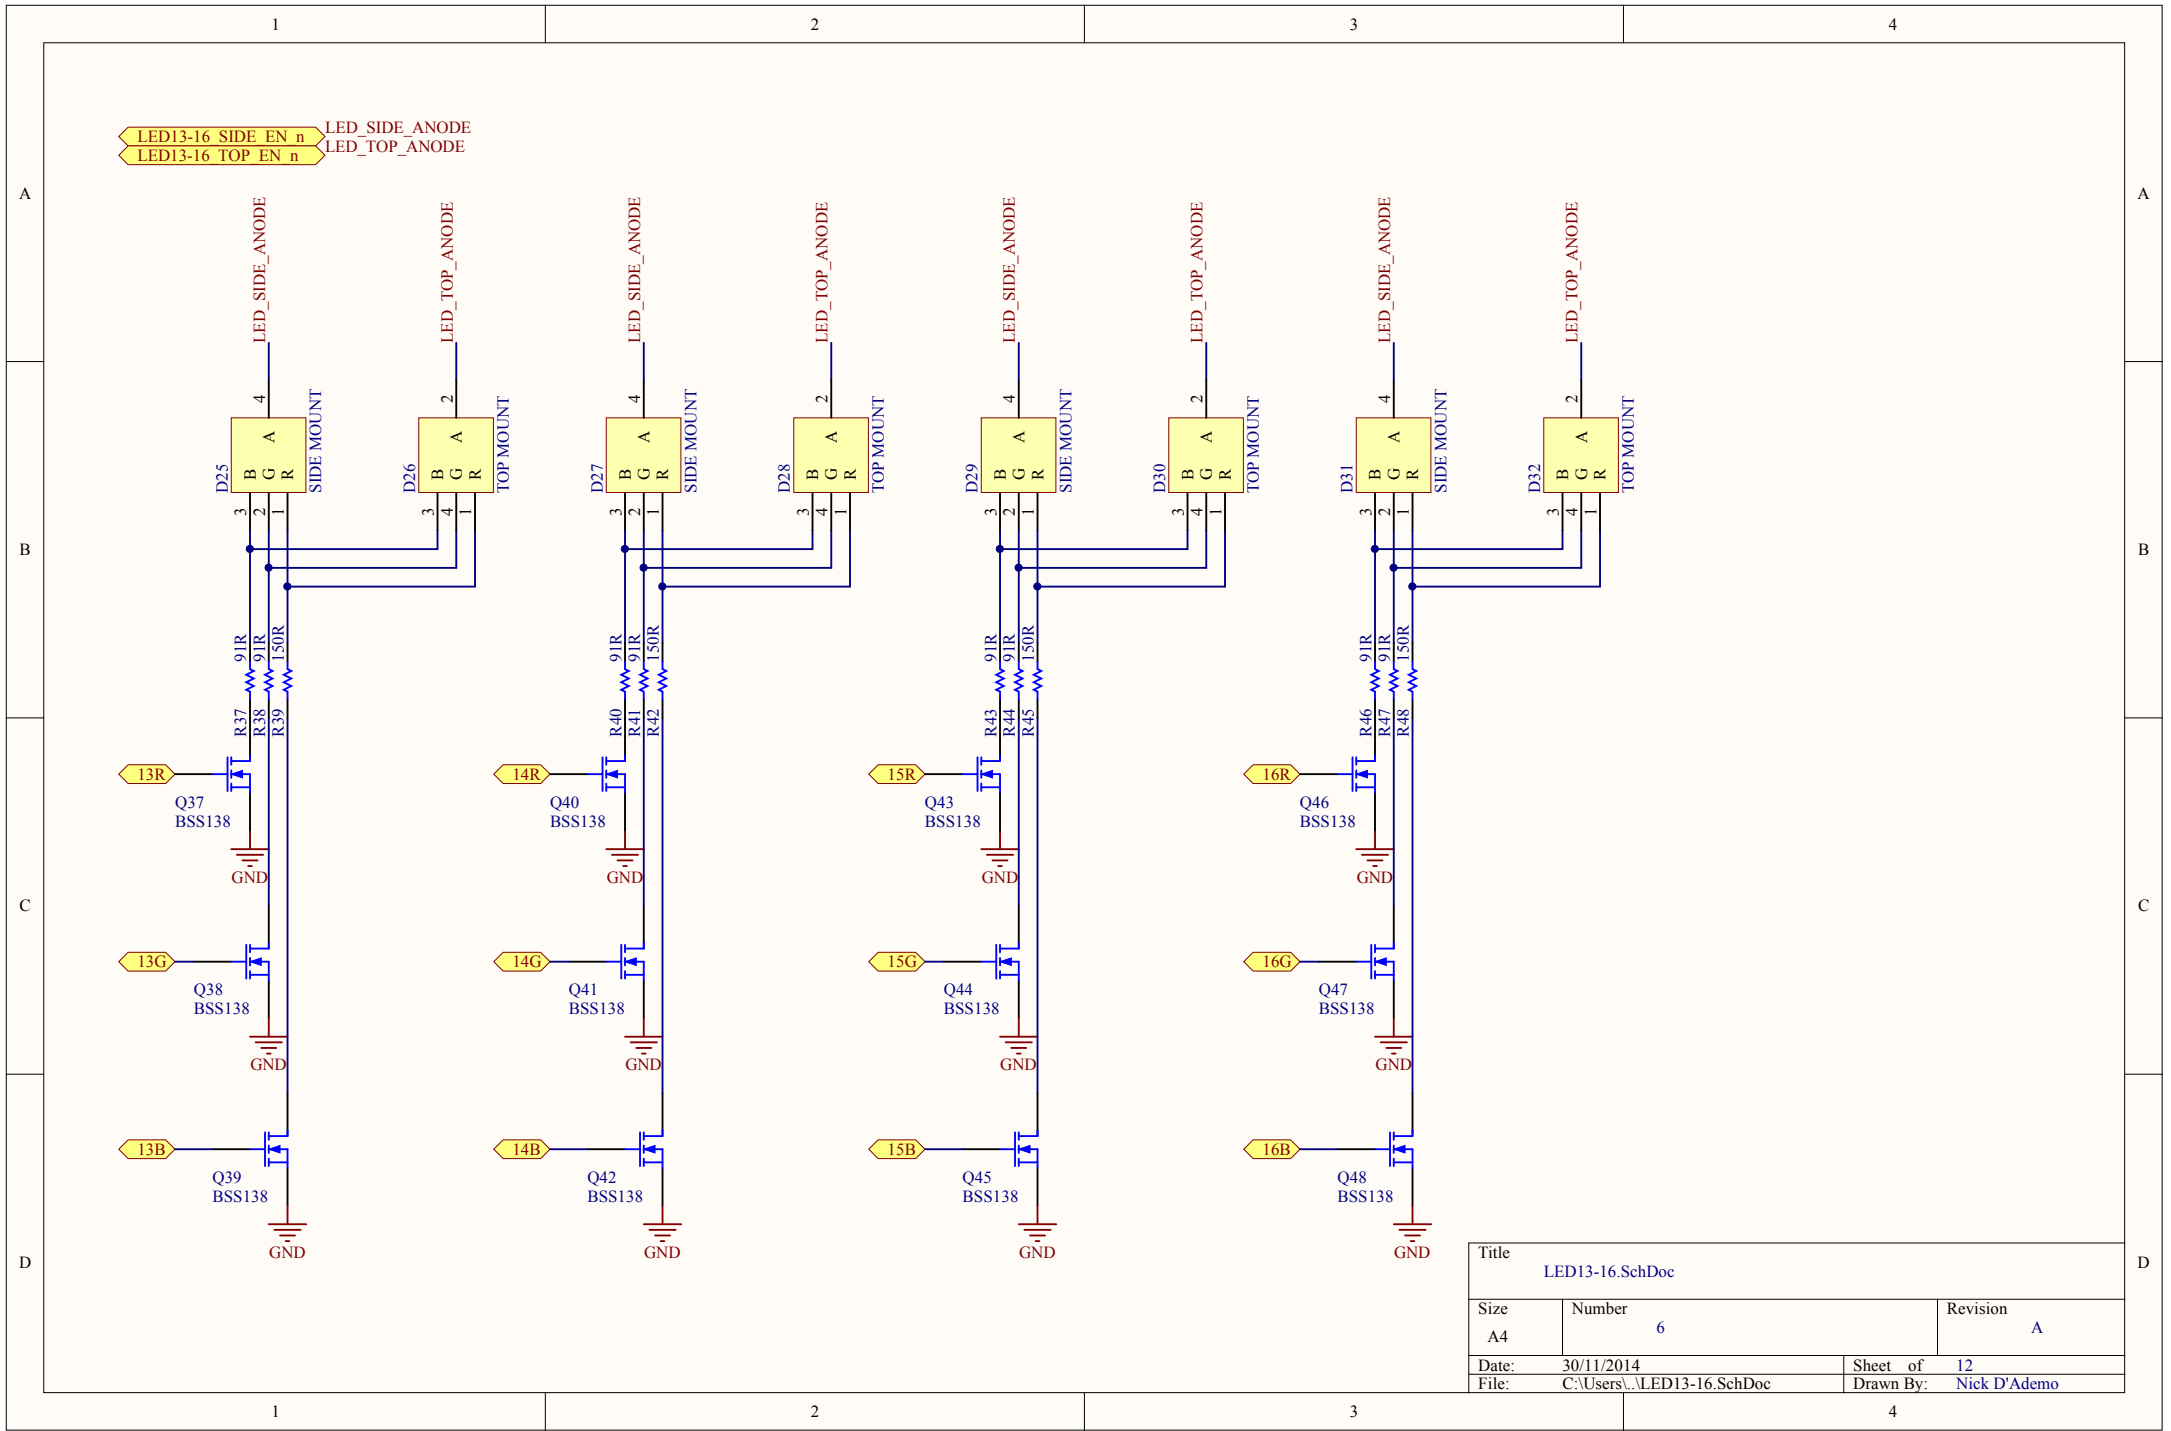 1 2 3 4
LED13-16_SIDE_EN_n LED_SIDE_ANODE
LED13-16_TOP_EN_n LED_TOP_ANODE
A A
LED_SIDE_ANODE LED_TOP_ANODE LED_SIDE_ANODE LED_TOP_ANODE LED_SIDE_ANODE LED_TOP_ANODE LED_SIDE_ANODE LED_TOP_ANODE
4 2 4 2 4 2 4 2
A A A A A A A A
D25 B G R SIDE MOUNT
D26 B G R TOP MOUNT
D27 B G R SIDE MOUNT
D28 B G R TOP MOUNT
D29 B G R SIDE MOUNT
D30 B G R TOP MOUNT
D31 B G R SIDE MOUNT
D32 B G R TOP MOUNT
3 2 1 3 4 1 3 2 1 3 4 1 3 2 1 3 4 1 3 2 1 3 4 1
B B
91R 91R 150R 91R 91R 150R 91R 91R 150R 91R 91R 150R
R37 R38 R39 R40 R41 R42 R43 R44 R45 R46 R47 R48
13R 14R 15R 16R
Q37 Q40 Q43 Q46
BSS138 BSS138 BSS138 BSS138
GND GND GND GND
C C
13G 14G 15G 16G
Q38 Q41 Q44 Q47
BSS138 BSS138 BSS138 BSS138
GND GND GND GND
13B 14B 15B 16B
Q39 Q42 Q45 Q48
BSS138 BSS138 BSS138 BSS138
GND GND GND GND
D D
Title
LED13-16.SchDoc
Size Number Revision
A4 6 A
Date: 30/11/2014 Sheet of 12
File: C:\Users\..\LED13-16.SchDoc Drawn By: Nick D'Ademo
1 2 3 4